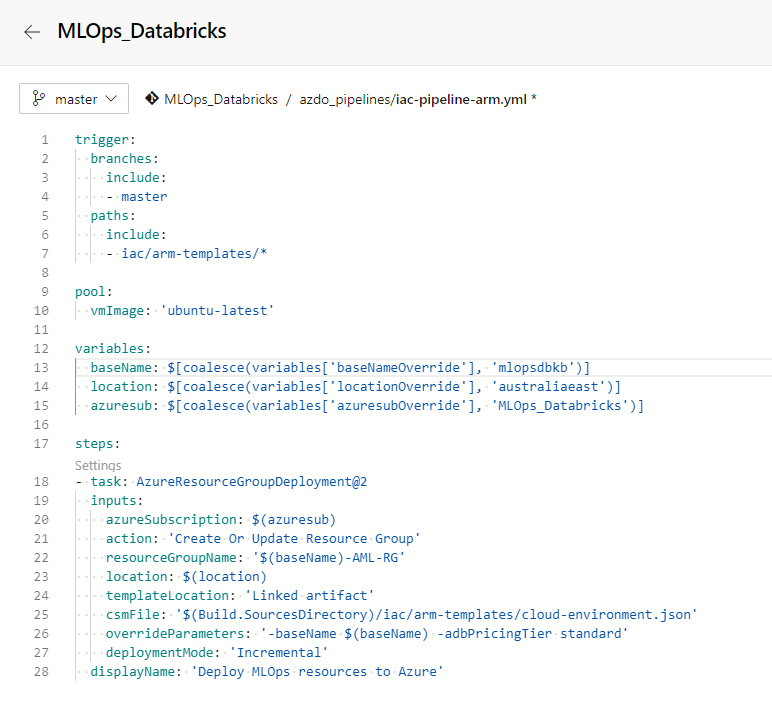 ← MLOps_Databricks
master MLOps_Databricks / azdo_pipelines/iac-pipeline-arm.yml *
1 trigger:
2   branches:
3     include:
4     - master
5   paths:
6     include:
7     - iac/arm-templates/*
8
9 pool:
10   vmImage: 'ubuntu-latest'
11
12 variables:
13   baseName: $[coalesce(variables['baseNameOverride'], 'mlopsdbkb')]
14   location: $[coalesce(variables['locationOverride'], 'australiaeast')]
15   azuresub: $[coalesce(variables['azuresubOverride'], 'MLOps_Databricks')]
16
17 steps:
Settings
18 - task: AzureResourceGroupDeployment@2
19   inputs:
20     azureSubscription: $(azuresub)
21     action: 'Create Or Update Resource Group'
22     resourceGroupName: '$(baseName)-AML-RG'
23     location: $(location)
24     templateLocation: 'Linked artifact'
25     csmFile: '$(Build.SourcesDirectory)/iac/arm-templates/cloud-environment.json'
26     overrideParameters: '-baseName $(baseName) -adbPricingTier standard'
27     deploymentMode: 'Incremental'
28   displayName: 'Deploy MLOps resources to Azure'